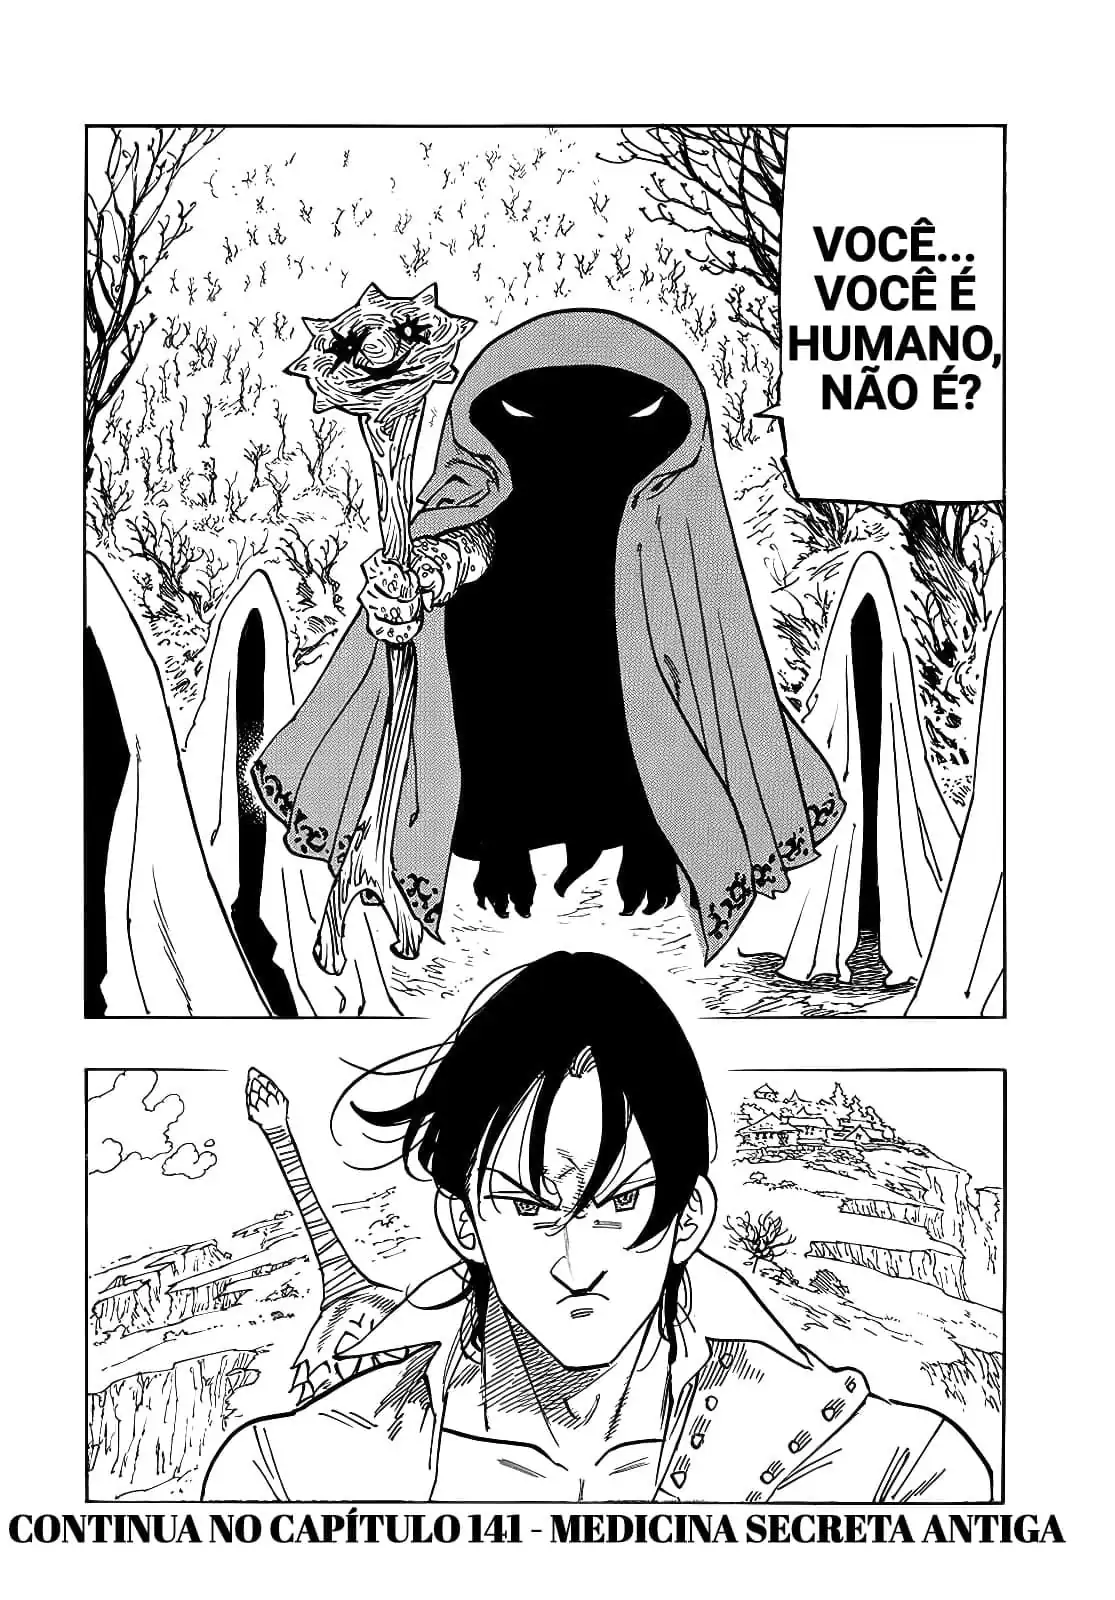 VOCÊ...
VOCÊ É
HUMANO,
NÃO É?
CONTINUA NO CAPÍTULO 141 - MEDICINA SECRETA ANTIGA